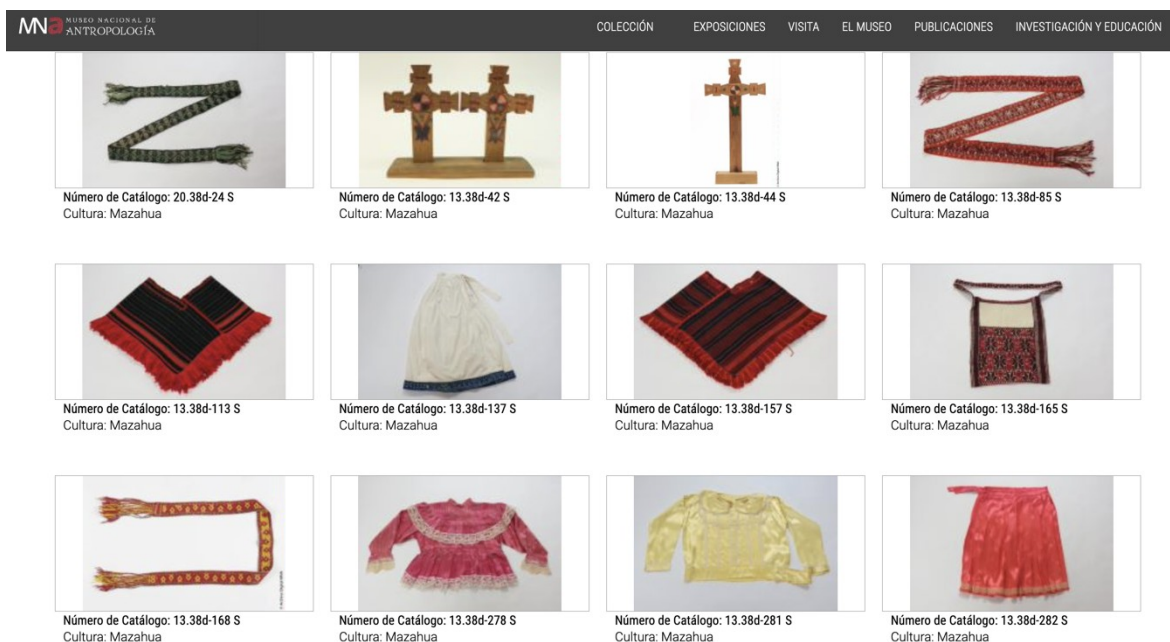 MNa MUSEO NACIONAL DE
ANTROPOLOGÍA
COLECCIÓN EXPOSICIONES VISITA EL MUSEO PUBLICACIONES INVESTIGACIÓN Y EDUCACIÓN
Número de Catálogo: 20.38d-24 S
Cultura: Mazahua
Número de Catálogo: 13.38d-42 S
Cultura: Mazahua
Número de Catálogo: 13.38d-44 S
Cultura: Mazahua
Número de Catálogo: 13.38d-85 S
Cultura: Mazahua
Número de Catálogo: 13.38d-113 S
Cultura: Mazahua
Número de Catálogo: 13.38d-137 S
Cultura: Mazahua
Número de Catálogo: 13.38d-157 S
Cultura: Mazahua
Número de Catálogo: 13.38d-165 S
Cultura: Mazahua
Número de Catálogo: 13.38d-168 S
Cultura: Mazahua
Número de Catálogo: 13.38d-278 S
Cultura: Mazahua
Número de Catálogo: 13.38d-281 S
Cultura: Mazahua
Número de Catálogo: 13.38d-282 S
Cultura: Mazahua